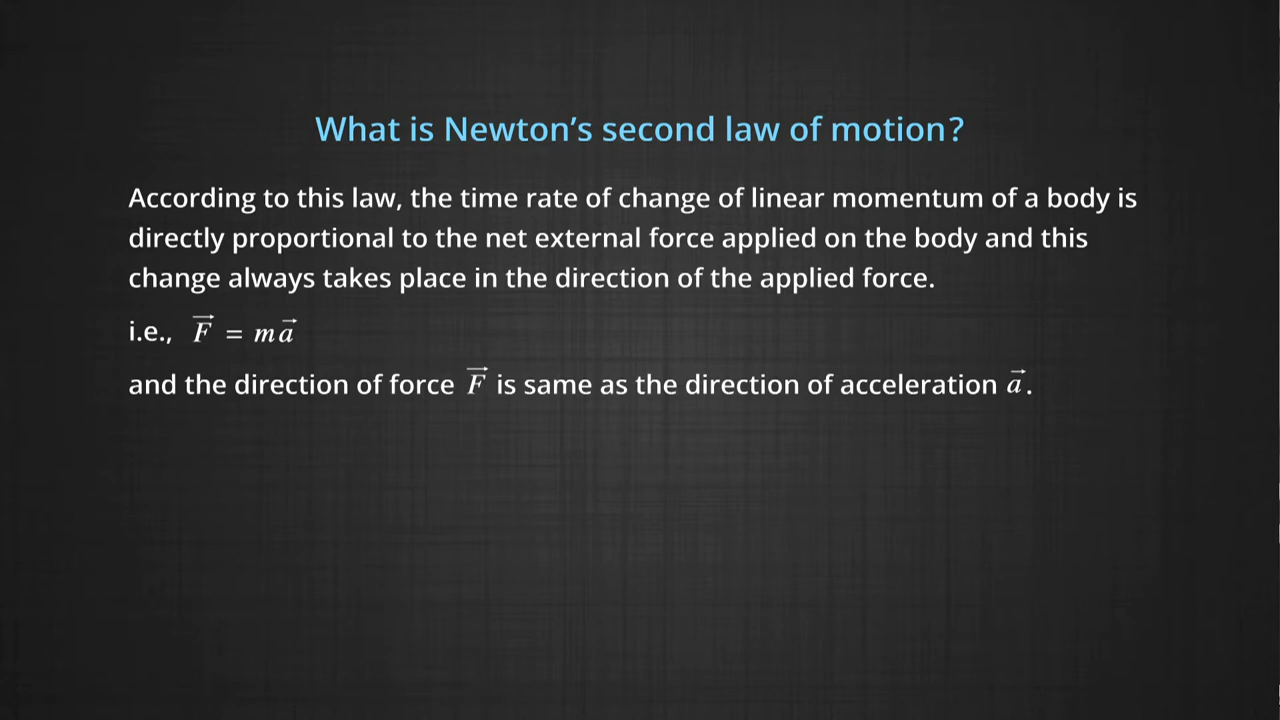 What is Newton’s second law of motion?
According to this law, the time rate of change of linear momentum of a body is
directly proportional to the net external force applied on the body and this
change always takes place in the direction of the applied force.
i.e., F⃗ = ma⃗
and the direction of force F⃗ is same as the direction of acceleration a⃗.